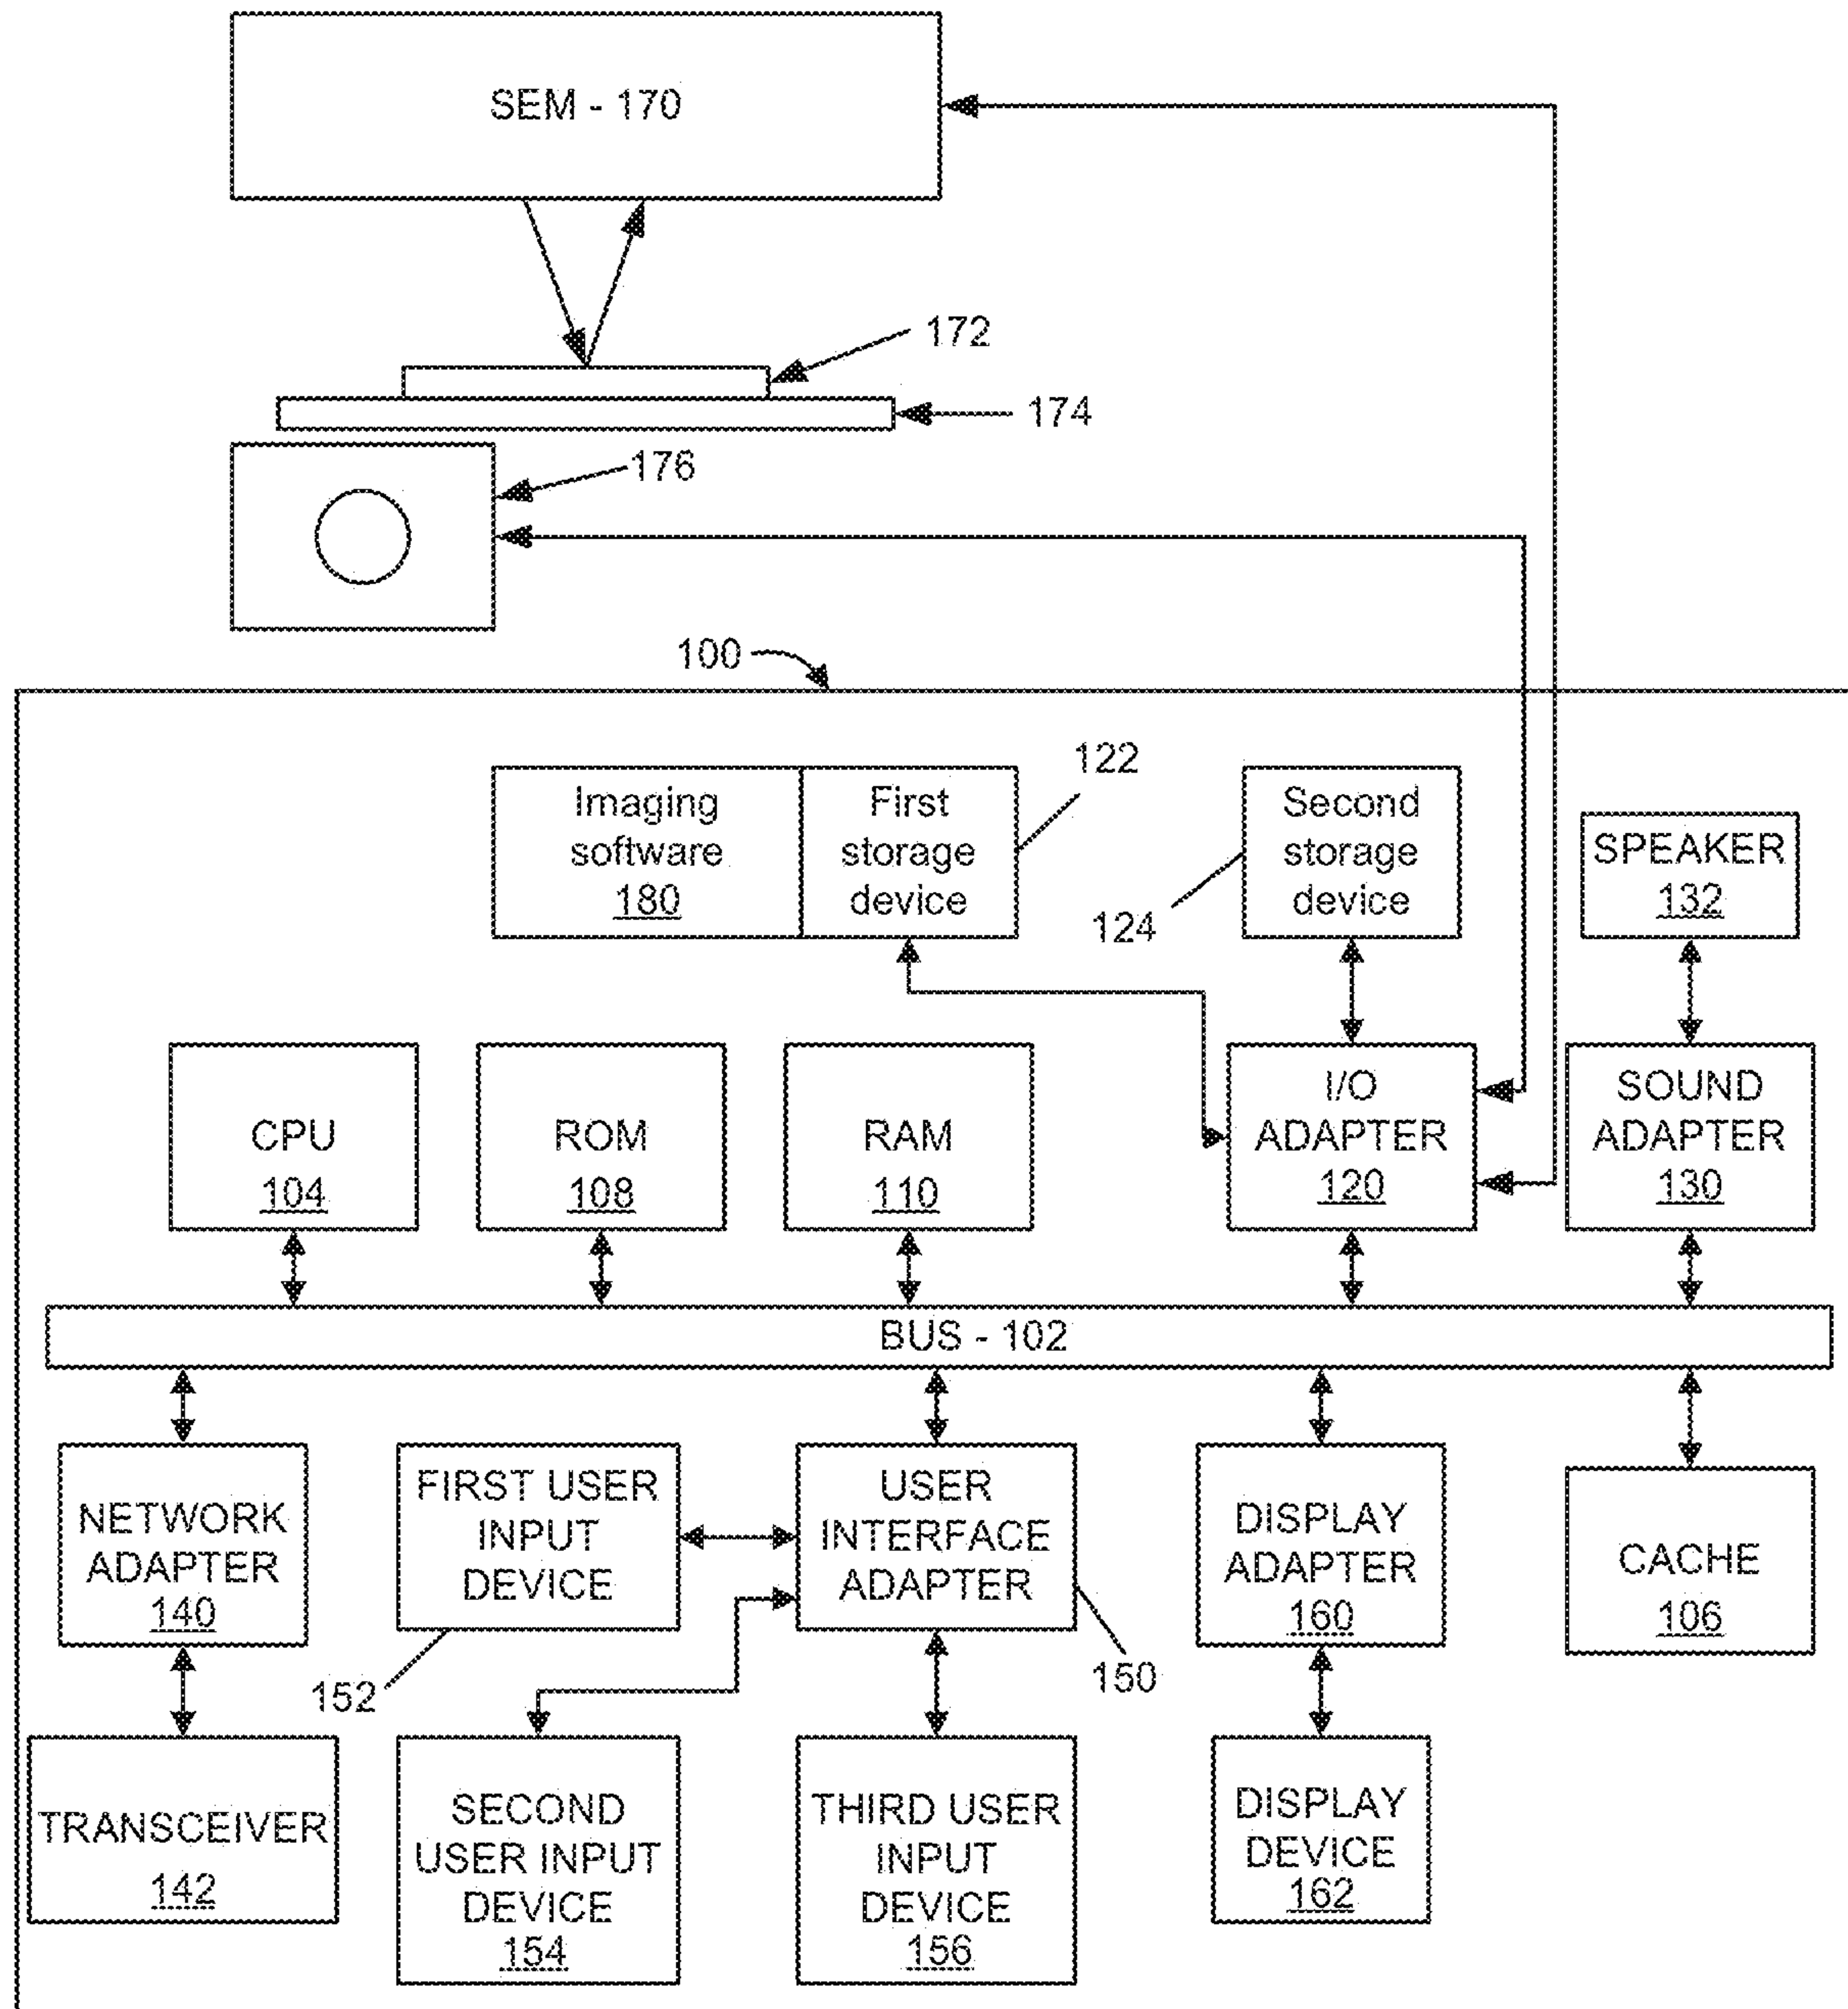 SEM - 170
172
174
176
100
Imaging
software
180
First
storage
device
122
Second
storage
device
124
SPEAKER
132
CPU
104
ROM
108
RAM
110
I/O
ADAPTER
120
SOUND
ADAPTER
130
BUS - 102
NETWORK
ADAPTER
140
FIRST USER
INPUT
DEVICE
152
USER
INTERFACE
ADAPTER
150
DISPLAY
ADAPTER
160
CACHE
106
TRANSCEIVER
142
SECOND
USER INPUT
DEVICE
154
THIRD USER
INPUT
DEVICE
156
DISPLAY
DEVICE
162